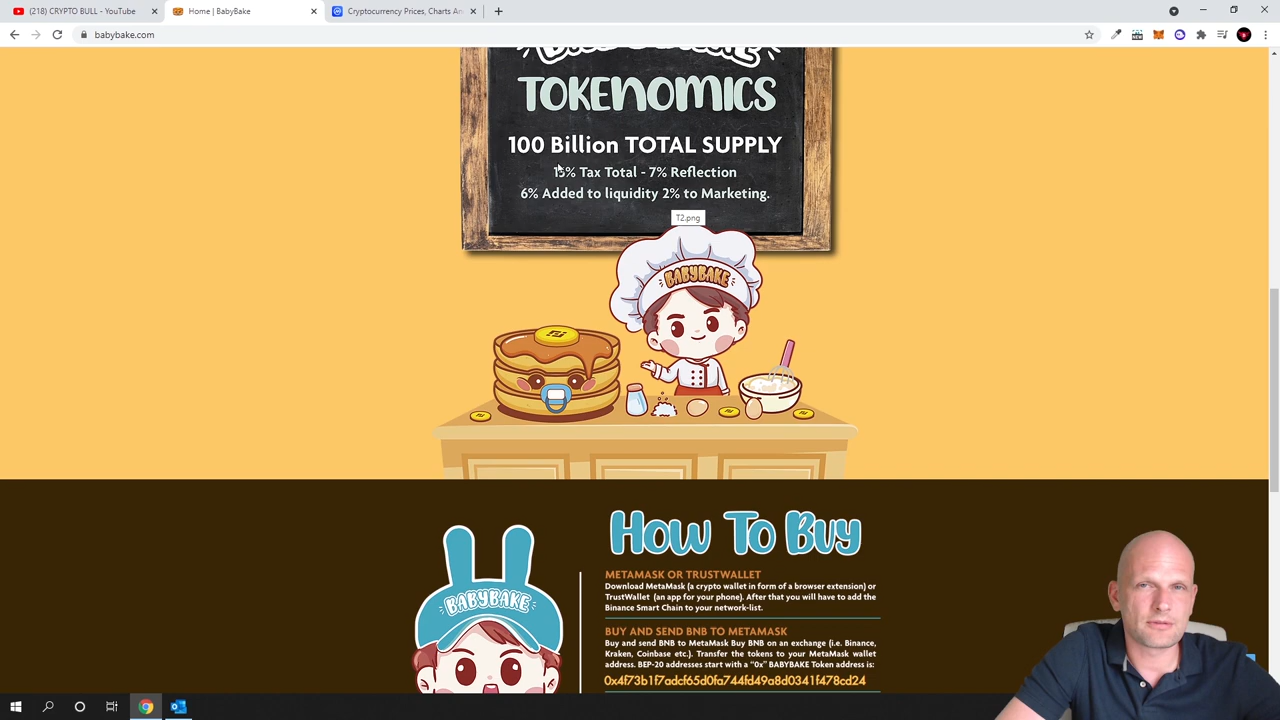 (218) CRYPTO BULL - YouTube
Home | BabyBake
Cryptocurrency Prices, Charts An
babybake.com
TOKENOMICS
100 Billion TOTAL SUPPLY
15% Tax Total - 7% Reflection
6% Added to liquidity 2% to Marketing.
T2.png
BABYBAKE
How To Buy
METAMASK OR TRUSTWALLET
Download MetaMask (a crypto wallet in form of a browser extension) or
TrustWallet (an app for your phone). After that you will have to add the
Binance Smart Chain to your network-list.
BABYBAKE
BUY AND SEND BNB TO METAMASK
Buy and send BNB to MetaMask Buy BNB on an exchange (i.e. Binance,
Kraken, Coinbase etc.). Transfer the tokens to your MetaMask wallet
address. BEP-20 addresses start with a “0x” BABYBAKE Token address is:
0x4f73b1f7adcf65d0fa744fd49a8d0341f478cd24